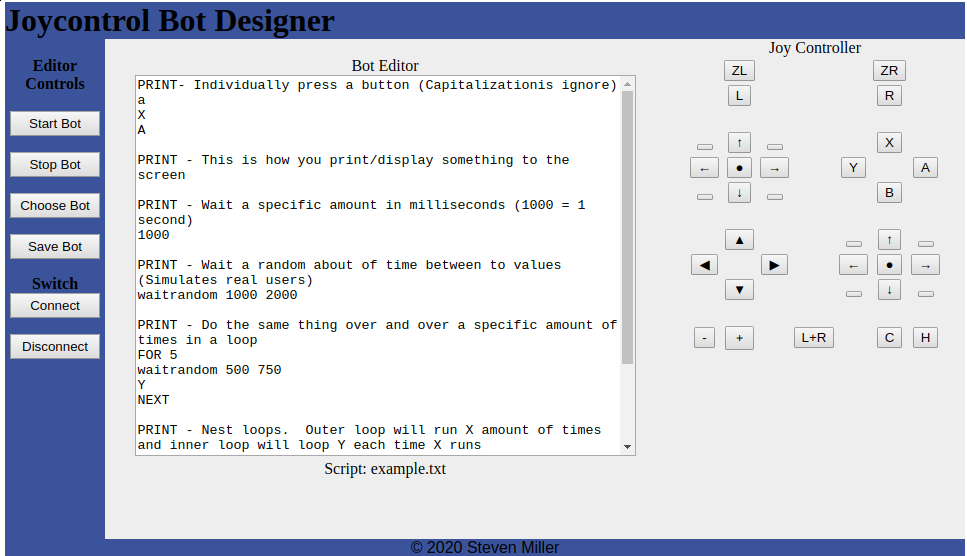 Joycontrol Bot Designer
Editor
Controls
Start Bot
Stop Bot
Choose Bot
Save Bot
Switch
Connect
Disconnect
Bot Editor
PRINT- Individually press a button (Capitalizationis ignore)
a
X
A
PRINT - This is how you print/display something to the
screen
PRINT - Wait a specific amount in milliseconds (1000 = 1
second)
1000
PRINT - Wait a random about of time between to values
(Simulates real users)
waitrandom 1000 2000
PRINT - Do the same thing over and over a specific amount of
times in a loop
FOR 5
waitrandom 500 750
Y
NEXT
PRINT - Nest loops.  Outer loop will run X amount of times
and inner loop will loop Y each time X runs
Script: example.txt
Joy Controller
ZL ZR
L R
↑ X
← ● → Y A
↓ B
▲ ↑
◀ ▶ ← ● →
▼ ↓
- + L+R C H
© 2020 Steven Miller